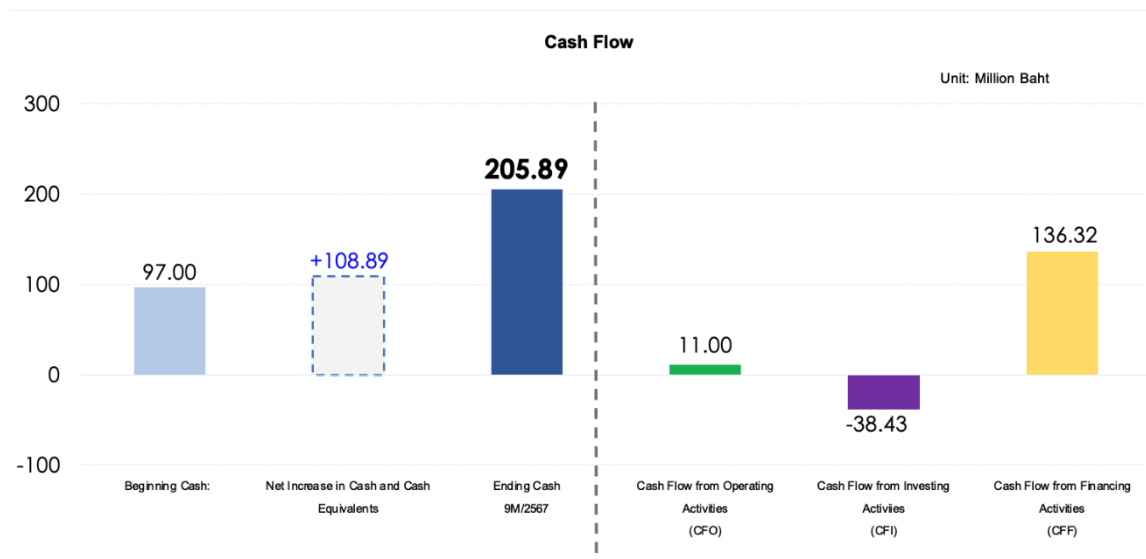 Cash Flow
Unit: Million Baht
300
200
100
0
-100
97.00
+108.89
205.89
11.00
-38.43
136.32
Beginning Cash:
Net Increase in Cash and Cash
Equivalents
Ending Cash
9M/2567
Cash Flow from Operating
Activities
(CFO)
Cash Flow from Investing
Activiies
(CFI)
Cash Flow from Financing
Activities
(CFF)